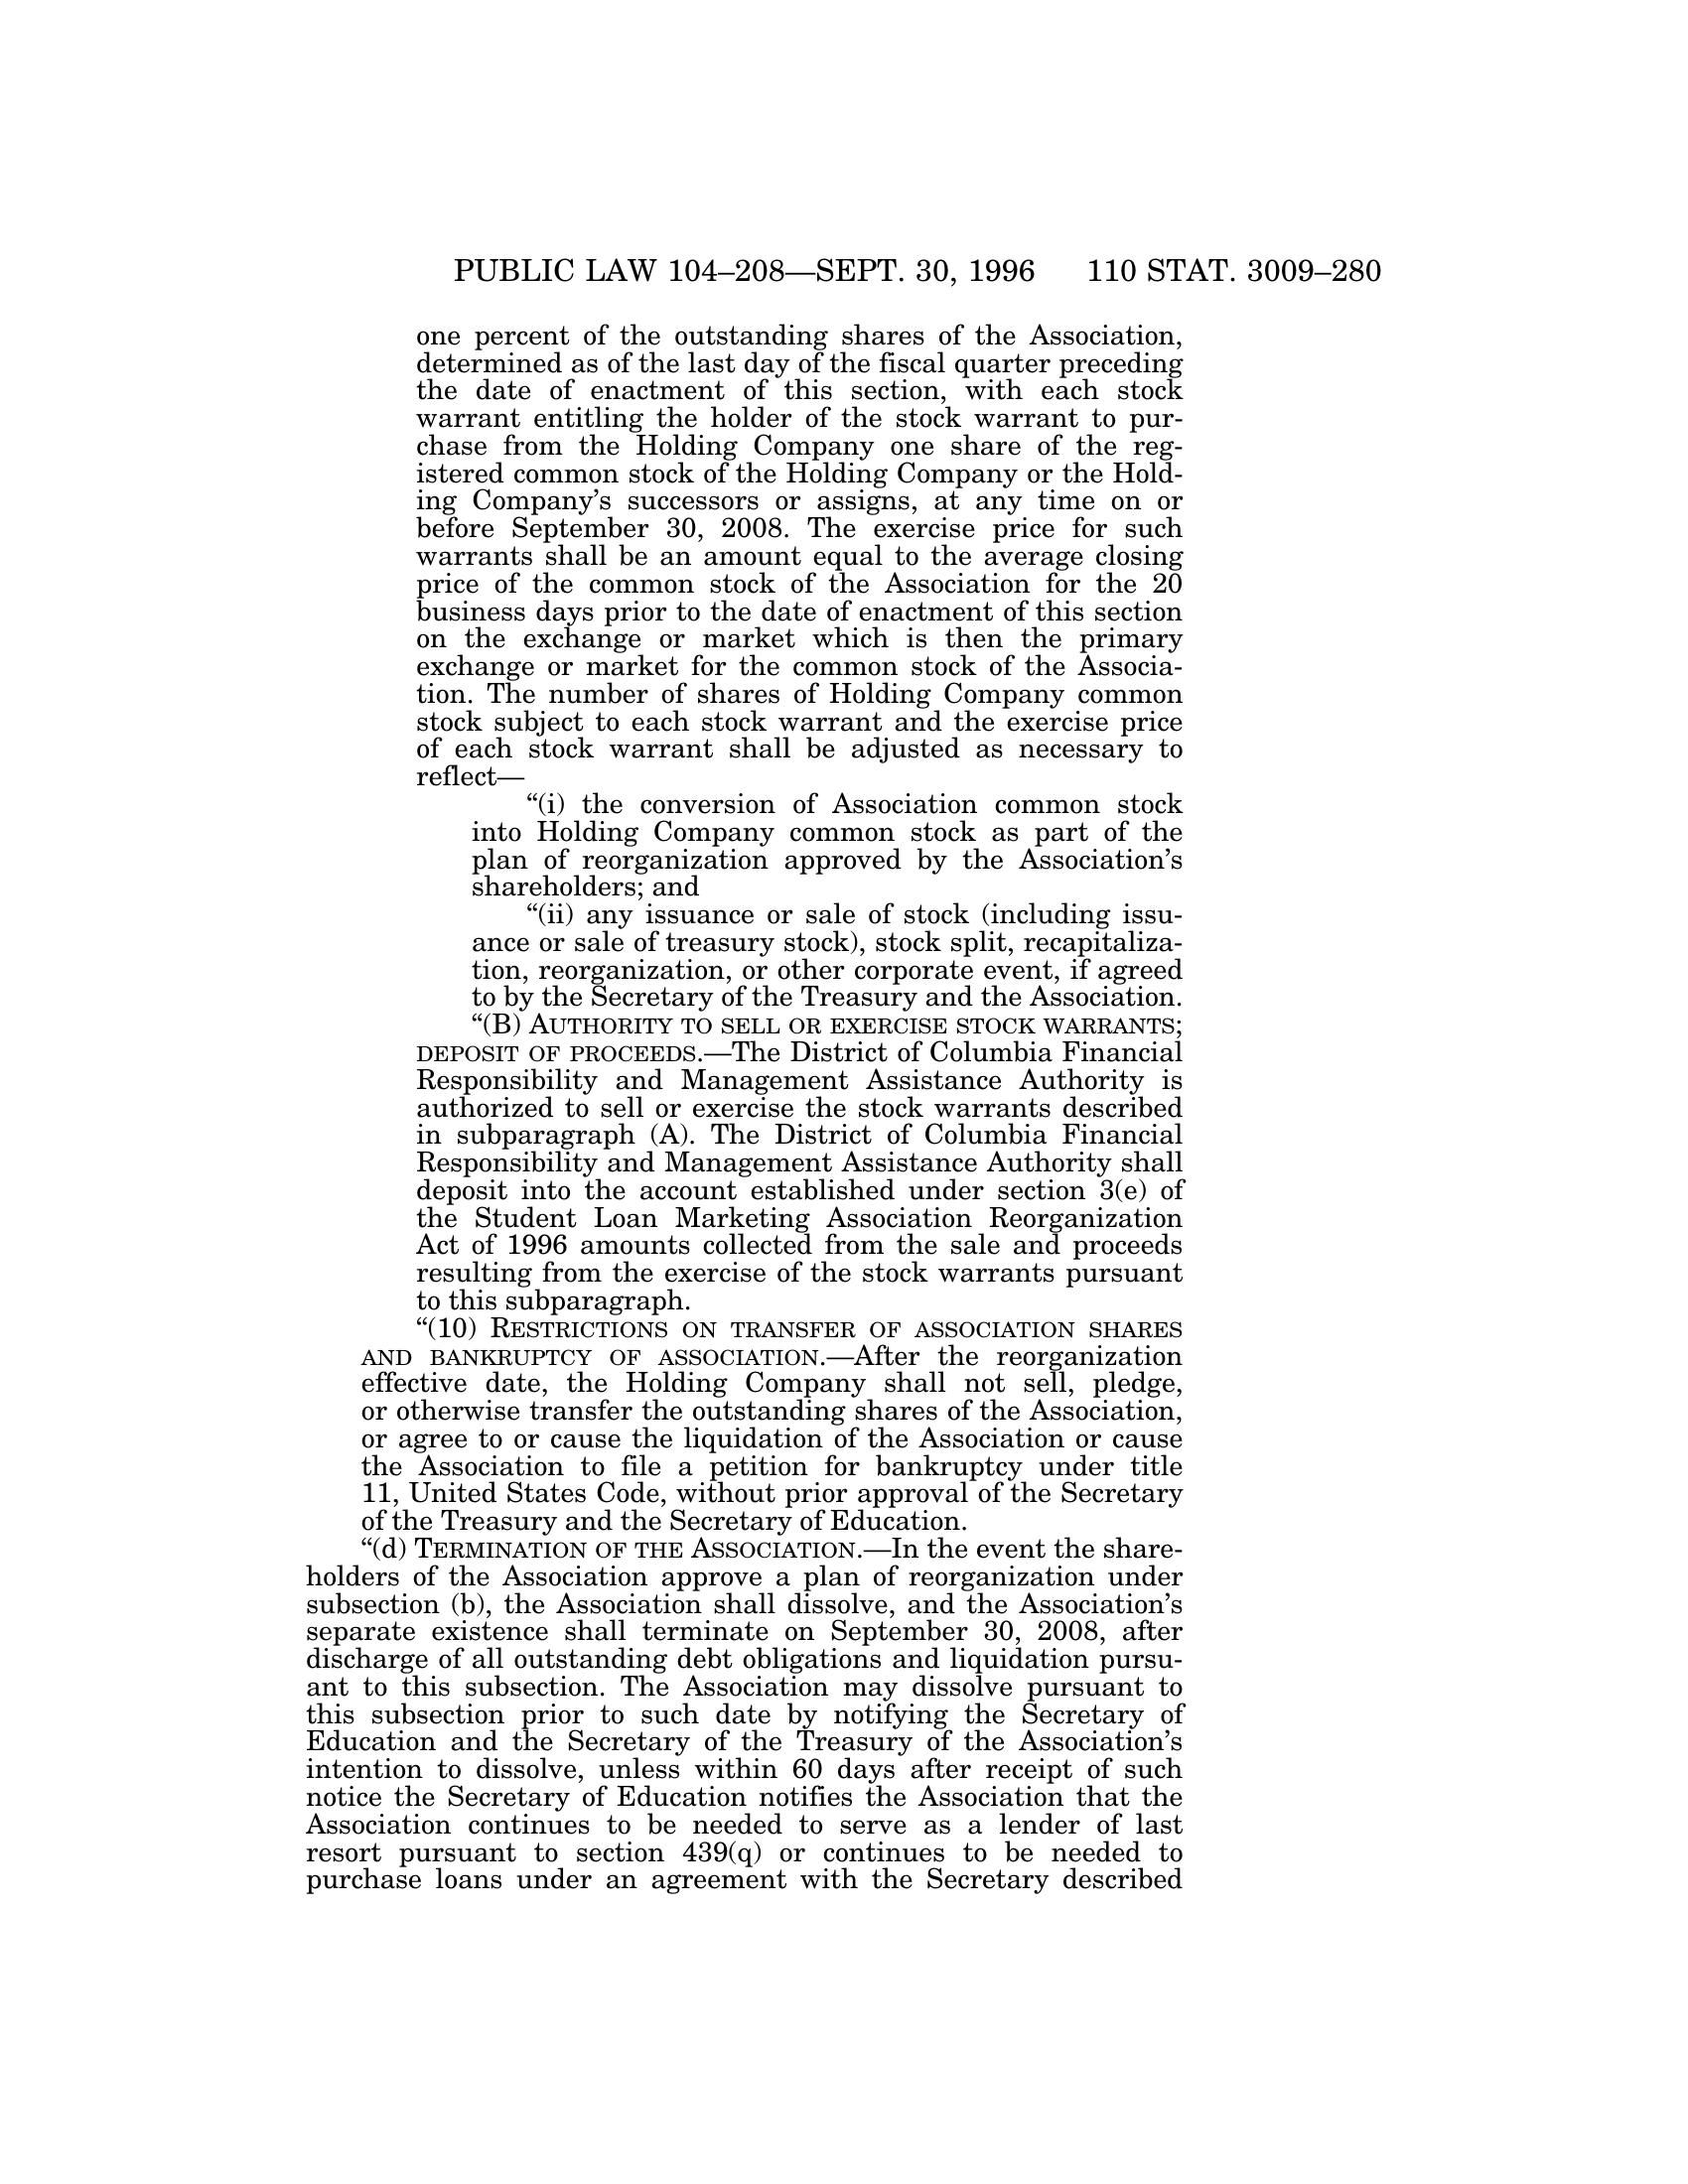 PUBLIC LAW 104–208—SEPT. 30, 1996 110 STAT. 3009–280
one percent of the outstanding shares of the Association,
determined as of the last day of the fiscal quarter preceding
the date of enactment of this section, with each stock
warrant entitling the holder of the stock warrant to pur-
chase from the Holding Company one share of the reg-
istered common stock of the Holding Company or the Hold-
ing Company’s successors or assigns, at any time on or
before September 30, 2008. The exercise price for such
warrants shall be an amount equal to the average closing
price of the common stock of the Association for the 20
business days prior to the date of enactment of this section
on the exchange or market which is then the primary
exchange or market for the common stock of the Associa-
tion. The number of shares of Holding Company common
stock subject to each stock warrant and the exercise price
of each stock warrant shall be adjusted as necessary to
reflect—
“(i) the conversion of Association common stock
into Holding Company common stock as part of the
plan of reorganization approved by the Association’s
shareholders; and
“(ii) any issuance or sale of stock (including issu-
ance or sale of treasury stock), stock split, recapitaliza-
tion, reorganization, or other corporate event, if agreed
to by the Secretary of the Treasury and the Association.
“(B) AUTHORITY TO SELL OR EXERCISE STOCK WARRANTS;
DEPOSIT OF PROCEEDS.—The District of Columbia Financial
Responsibility and Management Assistance Authority is
authorized to sell or exercise the stock warrants described
in subparagraph (A). The District of Columbia Financial
Responsibility and Management Assistance Authority shall
deposit into the account established under section 3(e) of
the Student Loan Marketing Association Reorganization
Act of 1996 amounts collected from the sale and proceeds
resulting from the exercise of the stock warrants pursuant
to this subparagraph.
“(10) RESTRICTIONS ON TRANSFER OF ASSOCIATION SHARES
AND BANKRUPTCY OF ASSOCIATION.—After the reorganization
effective date, the Holding Company shall not sell, pledge,
or otherwise transfer the outstanding shares of the Association,
or agree to or cause the liquidation of the Association or cause
the Association to file a petition for bankruptcy under title
11, United States Code, without prior approval of the Secretary
of the Treasury and the Secretary of Education.
“(d) TERMINATION OF THE ASSOCIATION.—In the event the share-
holders of the Association approve a plan of reorganization under
subsection (b), the Association shall dissolve, and the Association’s
separate existence shall terminate on September 30, 2008, after
discharge of all outstanding debt obligations and liquidation pursu-
ant to this subsection. The Association may dissolve pursuant to
this subsection prior to such date by notifying the Secretary of
Education and the Secretary of the Treasury of the Association’s
intention to dissolve, unless within 60 days after receipt of such
notice the Secretary of Education notifies the Association that the
Association continues to be needed to serve as a lender of last
resort pursuant to section 439(q) or continues to be needed to
purchase loans under an agreement with the Secretary described